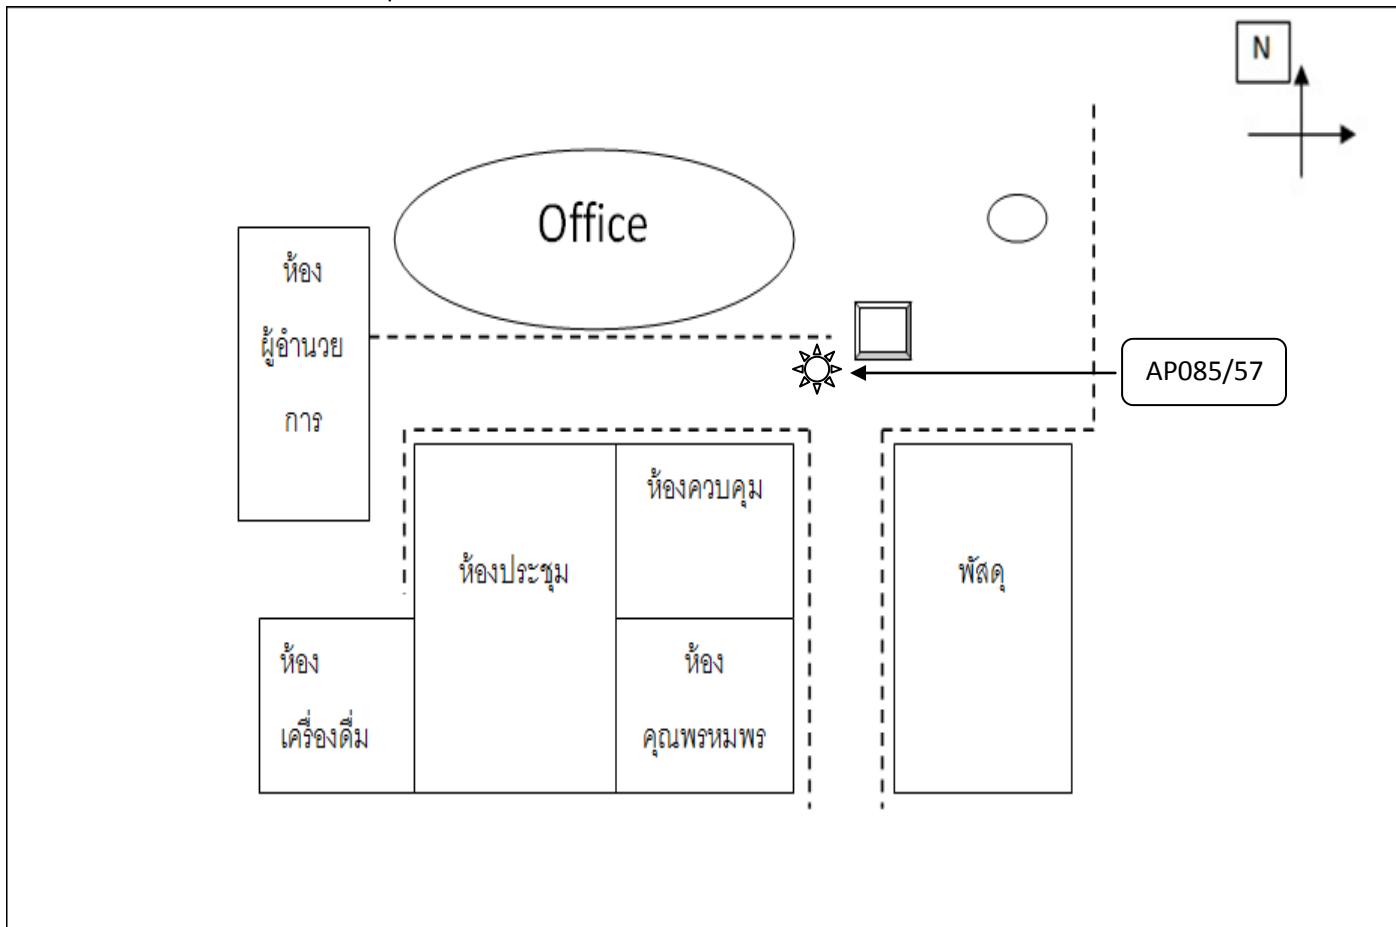 N
Office
ห้อง
ผู้อำนวย
การ
AP085/57
ห้องควบคุม
ห้องประชุม
พัสดุ
ห้อง
เครื่องดื่ม
ห้อง
คุณพรหมพร